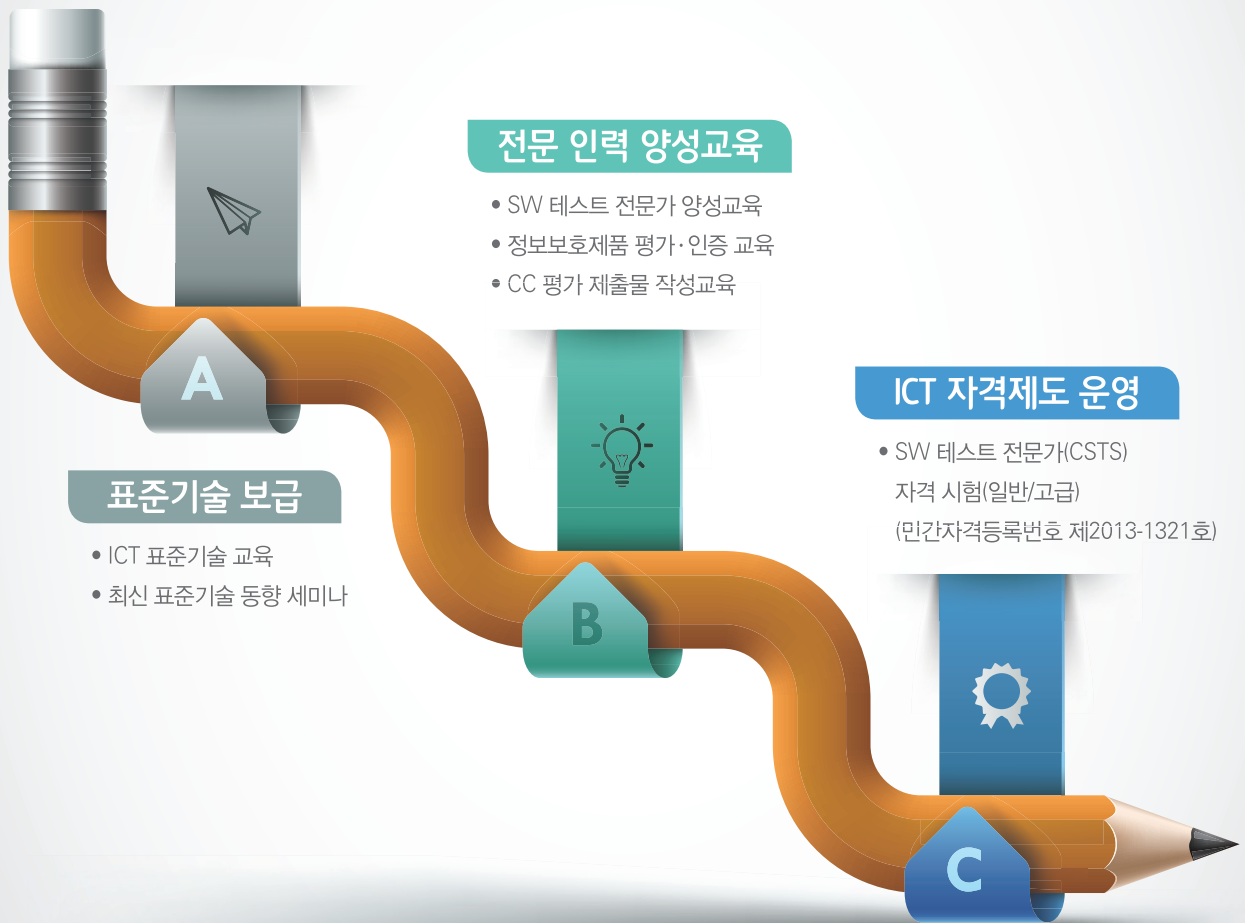 A
표준기술 보급
• ICT 표준기술 교육
• 최신 표준기술 동향 세미나
전문 인력 양성교육
• SW 테스트 전문가 양성교육
• 정보보호제품 평가·인증 교육
• CC 평가 제출물 작성교육
B
ICT 자격제도 운영
• SW 테스트 전문가(CSTS)
자격 시험(일반/고급)
(민간자격등록번호 제2013-1321호)
C